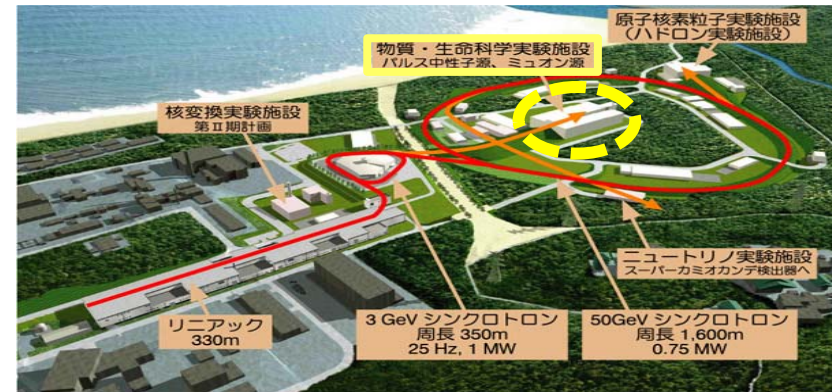 原子核素粒子実験施設
（ハドロン実験施設）
物質・生命科学実験施設
パルス中性子源、ミュオン源
核変換実験施設
第Ⅱ期計画
ニュートリノ実験施設
スーパーカミオカンデ検出器へ
リニアック
330m
3 GeV シンクロトロン
周長 350m
25 Hz, 1 MW
50GeV シンクロトロン
周長 1,600m
0.75 MW